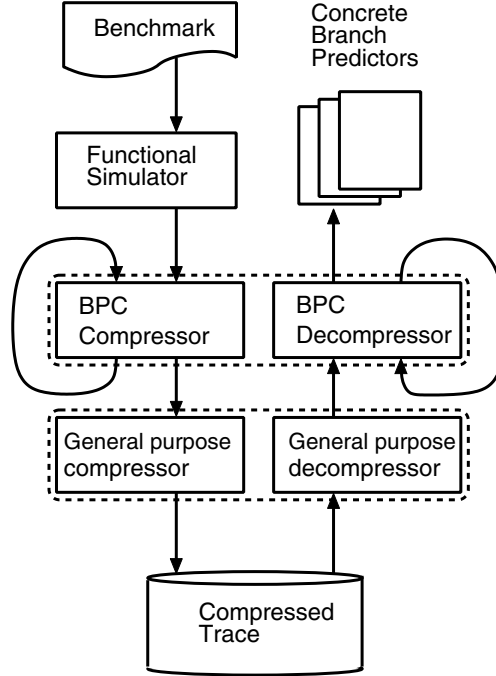 Benchmark
Concrete
Branch
Predictors
Functional
Simulator
BPC
Compressor
BPC
Decompressor
General purpose
compressor
General purpose
decompressor
Compressed
Trace